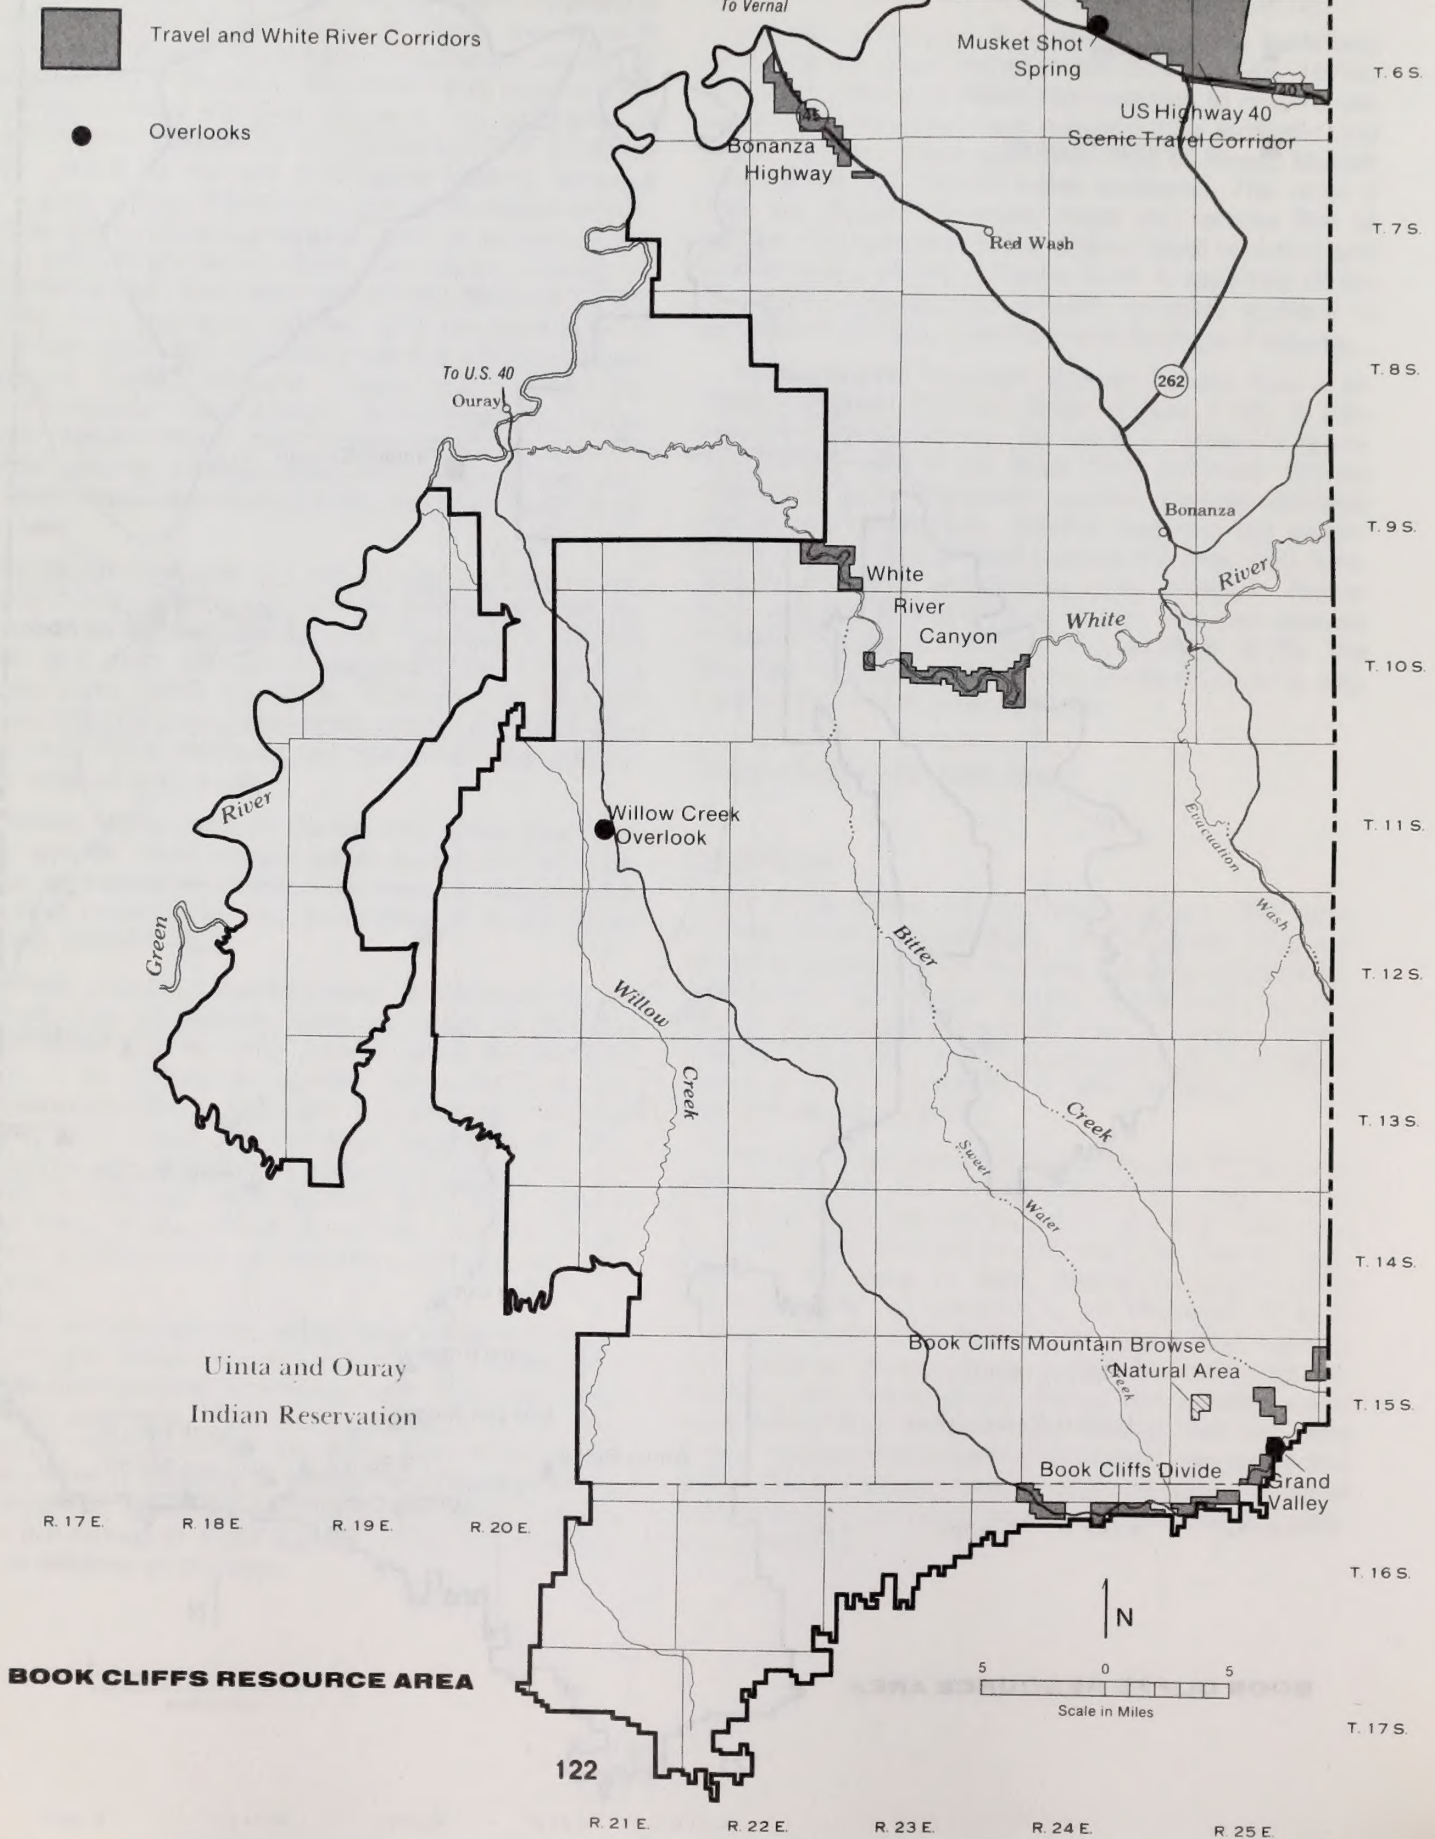 To Vernal
Travel and White River Corridors
Overlooks
Musket Shot
Spring
T. 6 S.
40
US Highway 40
Scenic Travel Corridor
45
Bonanza
Highway
Red Wash
T. 7 S.
To U.S. 40
Ouray
262
T. 8 S.
Bonanza
T. 9 S.
White
River
Canyon
River
White
T. 10 S.
River
Willow Creek
Overlook
Evacuation
Wash
T. 11 S.
Green
Bitter
Willow
T. 12 S.
Creek
Creek
Sweet
Water
T. 13 S.
T. 14 S.
Uinta and Ouray
Indian Reservation
Book Cliffs Mountain Browse
Natural Area
Creek
T. 15 S.
Book Cliffs Divide
Grand
Valley
R. 17 E. R. 18 E. R. 19 E. R. 20 E.
T. 16 S.
N
BOOK CLIFFS RESOURCE AREA
5 0 5
Scale in Miles
T. 17 S.
122
R. 21 E. R. 22 E. R. 23 E. R. 24 E. R. 25 E.